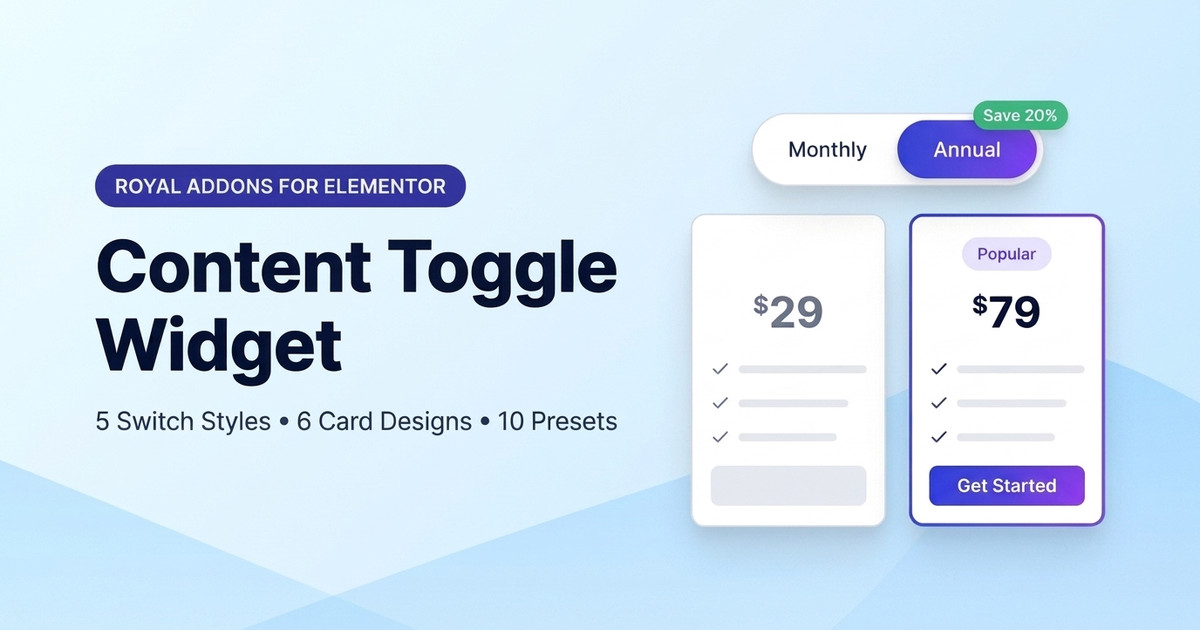 ROYAL ADDONS FOR ELEMENTOR
Content Toggle
Widget
5 Switch Styles • 6 Card Designs • 10 Presets
Save 20%
Monthly
Annual
$29
Popular
$79
Get Started